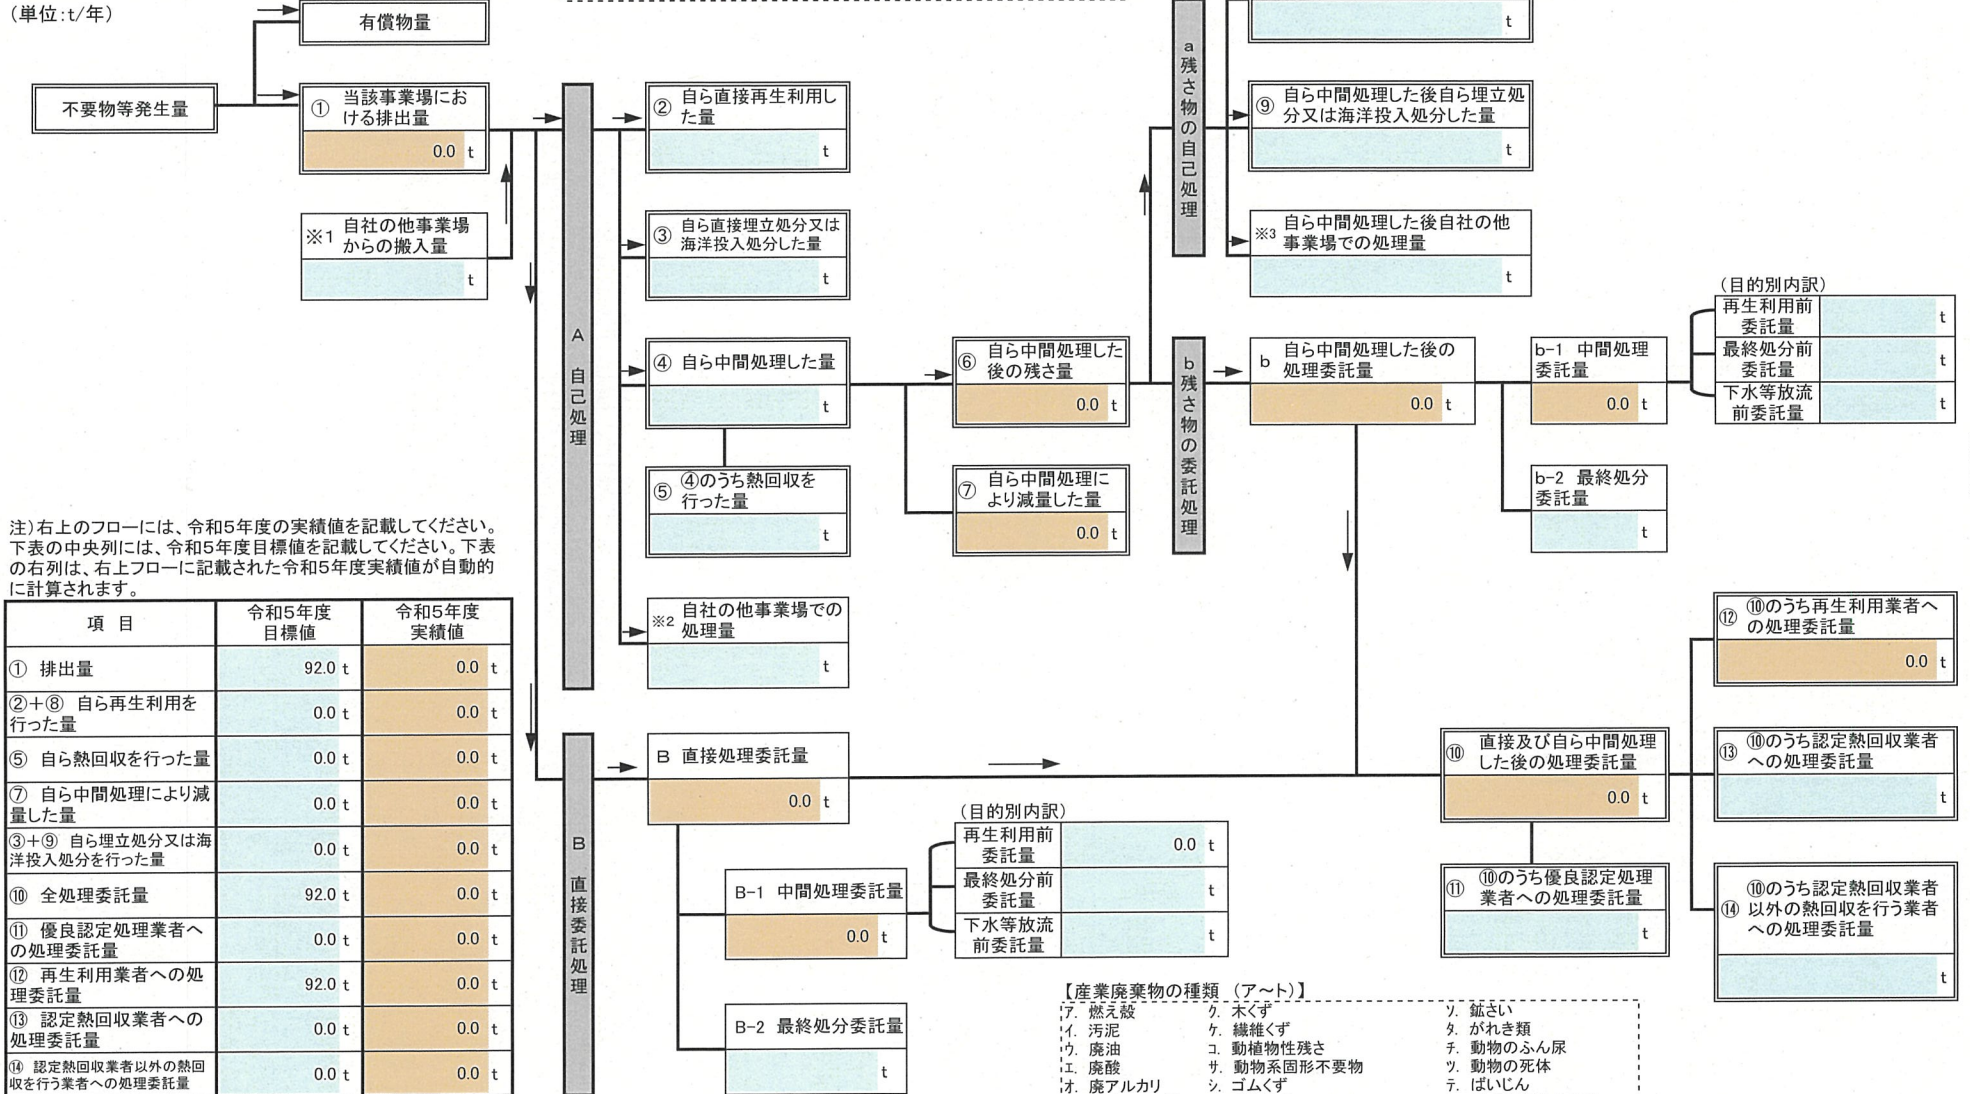 (単位:t/年)
有償物量
不要物等発生量
① 当該事業場にお
ける排出量
0.0 t
※1 自社の他事業場
からの搬入量
t
A 自己処理
② 自ら直接再生利用し
た量
t
③ 自ら直接埋立処分又は
海洋投入処分した量
t
④ 自ら中間処理した量
t
⑤ ④のうち熱回収を
行った量
t
※2 自社の他事業場での
処理量
t
⑥ 自ら中間処理した
後の残さ量
0.0 t
⑦ 自ら中間処理に
より減量した量
0.0 t
a 残さ物の自己処理
t
⑨ 自ら中間処理した後自ら埋立処
分又は海洋投入処分した量
t
※3 自ら中間処理した後自社の他
事業場での処理量
t
b 残さ物の委託処理
b 自ら中間処理した後の
処理委託量
0.0 t
b-1 中間処理
委託量
0.0 t
b-2 最終処分
委託量
t
(目的別内訳)
再生利用前
委託量
t
最終処分前
委託量
t
下水等放流
前委託量
t
注)右上のフローには、令和5年度の実績値を記載してください。
下表の中央列には、令和5年度目標値を記載してください。下表
の右列は、右上フローに記載された令和5年度実績値が自動的
に計算されます。
項 目
令和5年度
目標値
令和5年度
実績値
① 排出量 92.0 t 0.0 t
②+⑧ 自ら再生利用を
行った量 0.0 t 0.0 t
⑤ 自ら熱回収を行った量 0.0 t 0.0 t
⑦ 自ら中間処理により減
量した量 0.0 t 0.0 t
③+⑨ 自ら埋立処分又は海
洋投入処分を行った量 0.0 t 0.0 t
⑩ 全処理委託量 92.0 t 0.0 t
⑪ 優良認定処理業者へ
の処理委託量 0.0 t 0.0 t
⑫ 再生利用業者への処
理委託量 92.0 t 0.0 t
⑬ 認定熱回収業者への
処理委託量 0.0 t 0.0 t
⑭ 認定熱回収業者以外の熱回
収を行う業者への処理委託量 0.0 t 0.0 t
B 直接委託処理
B 直接処理委託量
0.0 t
B-1 中間処理委託量
0.0 t
B-2 最終処分委託量
t
(目的別内訳)
再生利用前
委託量
0.0 t
最終処分前
委託量
t
下水等放流
前委託量
t
⑩ 直接及び自ら中間処理
した後の処理委託量
0.0 t
⑪ ⑩のうち優良認定処理
業者への処理委託量
t
⑫ ⑩のうち再生利用業者へ
の処理委託量
0.0 t
⑬ ⑩のうち認定熱回収業者
への処理委託量
t
⑭ ⑩のうち認定熱回収業者
以外の熱回収を行う業者
への処理委託量
t
【産業廃棄物の種類 (ア~ト)】
ア. 燃え殻
イ. 汚泥
ウ. 廃油
エ. 廃酸
オ. 廃アルカリ
ク. 木くず
ケ. 繊維くず
コ. 動植物性残さ
サ. 動物系固形不要物
シ. ゴムくず
ソ. 鉱さい
タ. がれき類
チ. 動物のふん尿
ツ. 動物の死体
テ. ばいじん